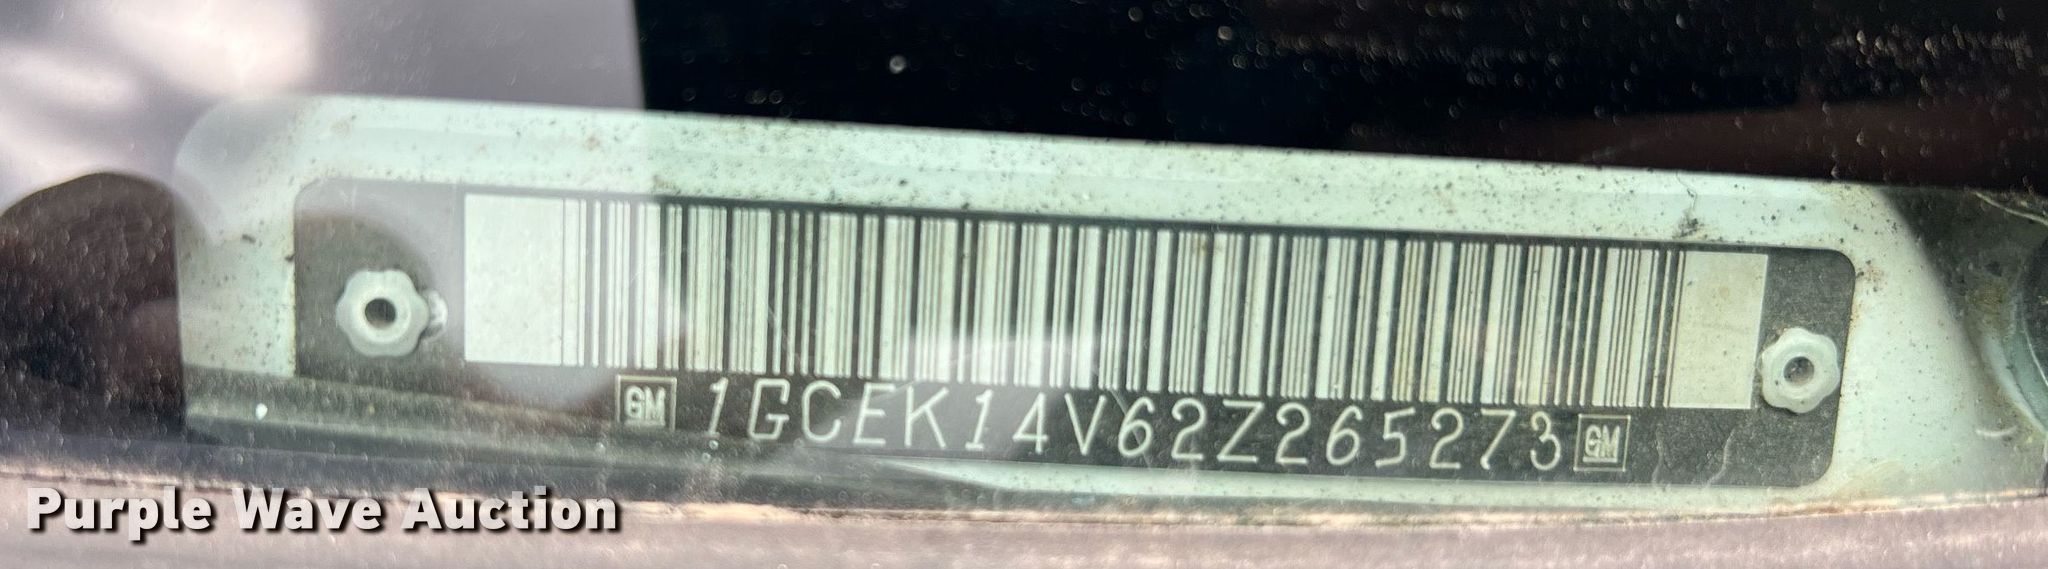 GM 1GCEK14V62Z265273 GM
Purple Wave Auction